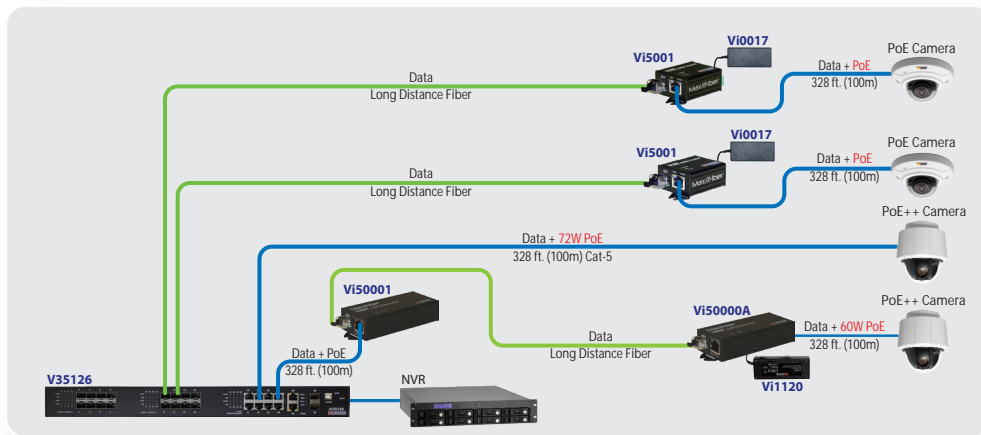 Vi0017
PoE Camera
Vi5001
Data
Data + PoE
Long Distance Fiber
328 ft. (100m)
MaxiiFiber
Vi0017
PoE Camera
Vi5001
Data
Data + PoE
Long Distance Fiber
328 ft. (100m)
MaxiiFiber
PoE++ Camera
Data + 72W PoE
328 ft. (100m) Cat-5
Vi50001
PoE++ Camera
Vi50000A
Data + 60W PoE
Data
328 ft. (100m)
Data + PoE
Long Distance Fiber
328 ft. (100m)
V35126
NVR
Vi1120